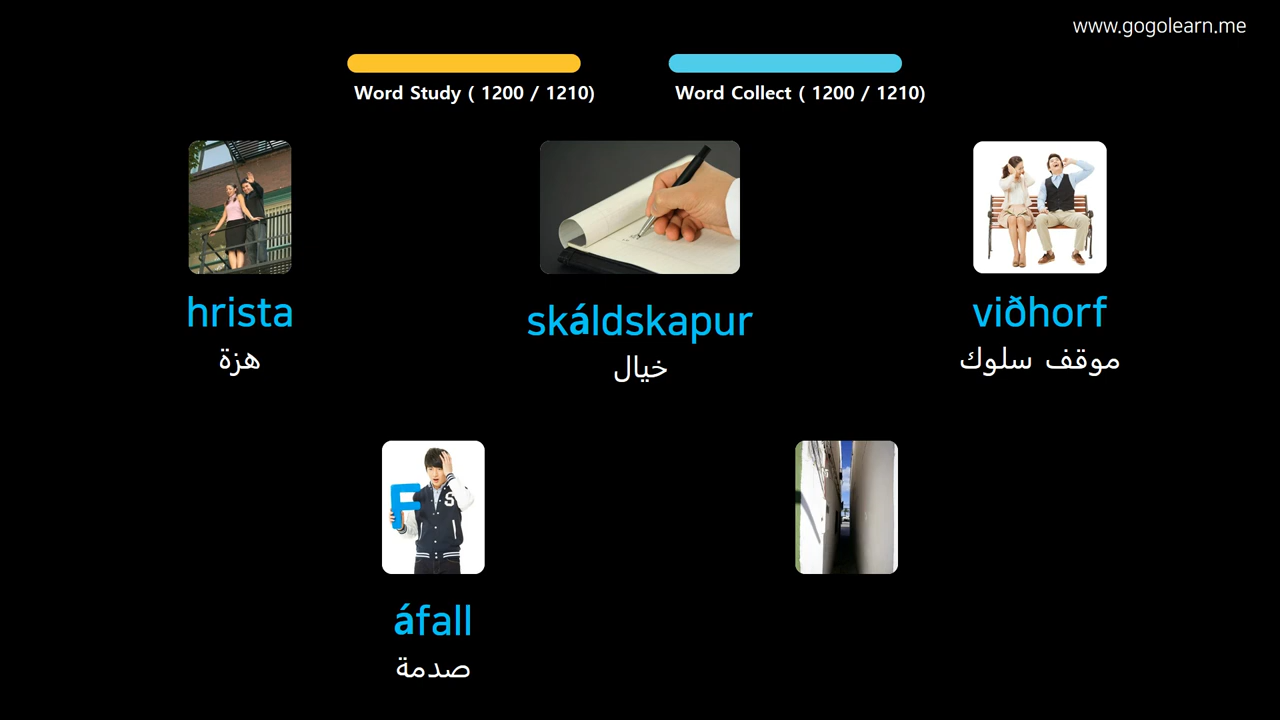 www.gogolearn.me
Word Study ( 1200 / 1210)
Word Collect ( 1200 / 1210)
hrista
هزة
skáldskapur
خيال
viðhorf
موقف سلوك
F
S
áfall
صدمة